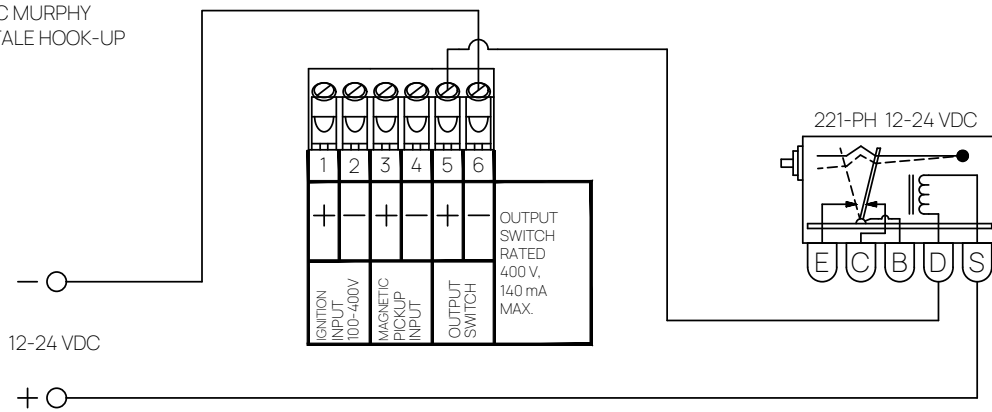 C MURPHY
TALE HOOK-UP
221-PH 12-24 VDC
1 2 3 4 5 6
+ − + − + −
OUTPUT
SWITCH
RATED
400 V,
140 mA
MAX.
IGNITION
INPUT
100-400V
MAGNETIC
PICKUP
INPUT
OUTPUT
SWITCH
E C B D S
−
12-24 VDC
+